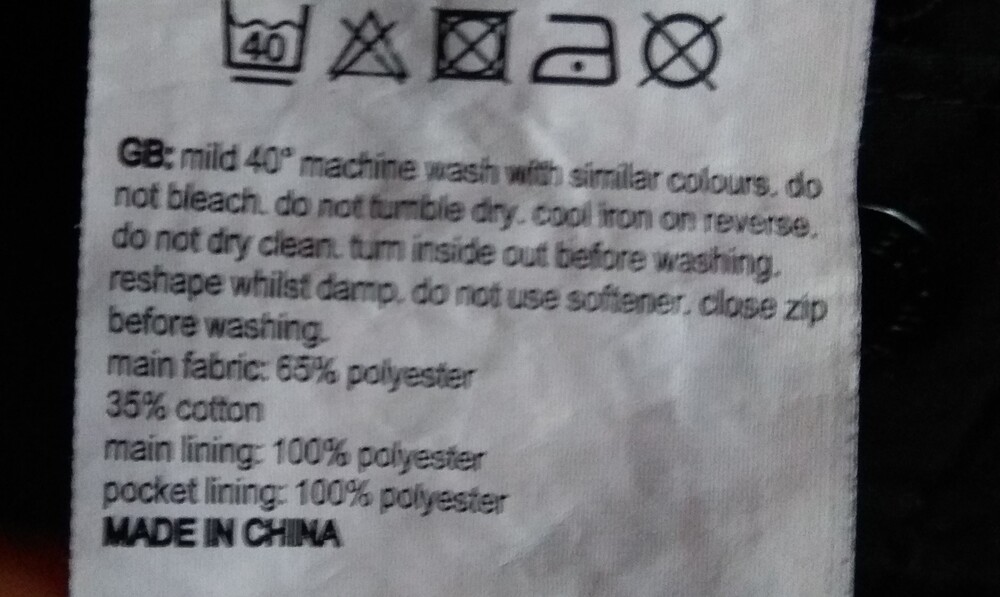 40
GB: mild 40° machine wash with similar colours. do
not bleach. do not tumble dry. cool iron on reverse.
do not dry clean. turn inside out before washing.
reshape whilst damp. do not use softener. close zip
before washing.
main fabric: 65% polyester
35% cotton
main lining: 100% polyester
pocket lining: 100% polyester
MADE IN CHINA